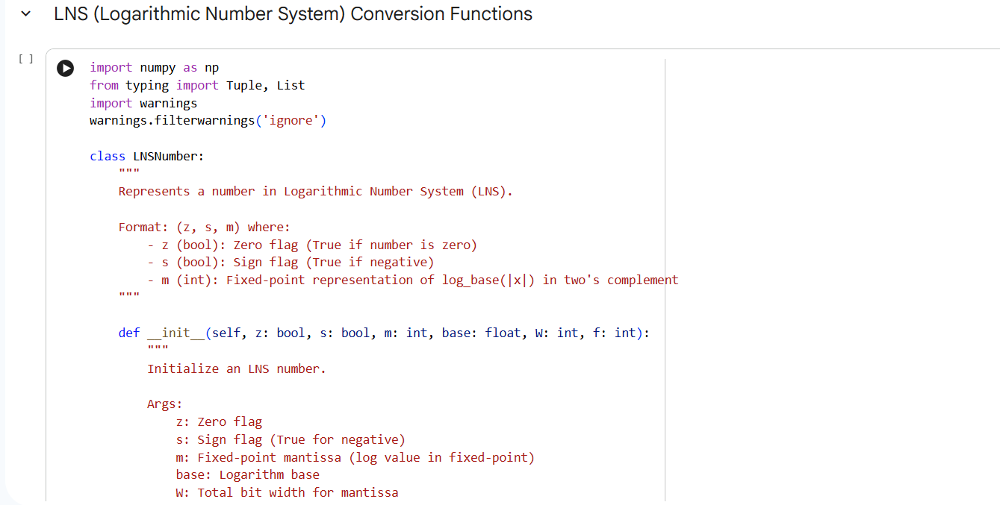 LNS (Logarithmic Number System) Conversion Functions
[ ]
import numpy as np
from typing import Tuple, List
import warnings
warnings.filterwarnings('ignore')
class LNSNumber:
"""
Represents a number in Logarithmic Number System (LNS).
Format: (z, s, m) where:
- z (bool): Zero flag (True if number is zero)
- s (bool): Sign flag (True if negative)
- m (int): Fixed-point representation of log_base(|x|) in two's complement
"""
def __init__(self, z: bool, s: bool, m: int, base: float, W: int, f: int):
"""
Initialize an LNS number.
Args:
z: Zero flag
s: Sign flag (True for negative)
m: Fixed-point mantissa (log value in fixed-point)
base: Logarithm base
W: Total bit width for mantissa